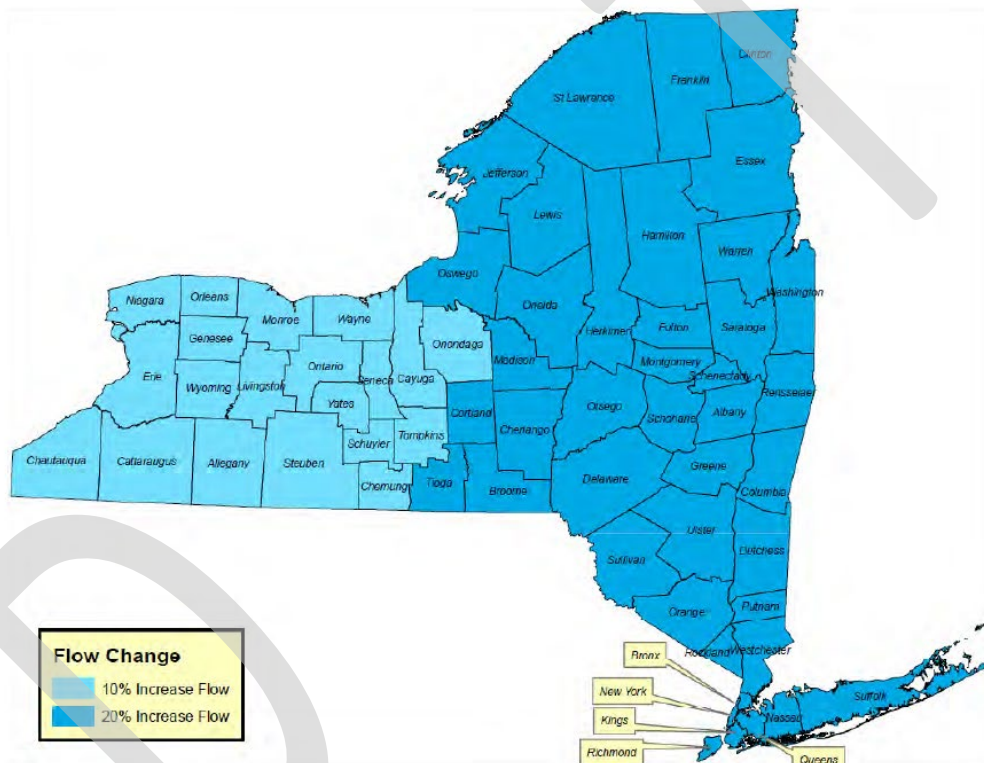 Clinton
Franklin
St Lawrence
Essex
Jefferson
Lewis
Hamilton
Warren
Oswego
Washington
Oneida
Niagara
Orleans
Monroe
Wayne
Herkimer
Fulton
Saratoga
Genesee
Onondaga
Madison
Montgomery
Ontario
Schenectady
Erie
Wyoming
Livingston
Seneca
Cayuga
Rensselaer
Yates
Cortland
Otsego
Schoharie
Albany
Chenango
Tompkins
Schuyler
Chautauqua
Cattaraugus
Allegany
Steuben
Greene
Chemung
Tioga
Broome
Delaware
Columbia
Ulster
Dutchess
Sullivan
Orange
Putnam
Rockland
Westchester
Bronx
New York
Suffolk
Nassau
Kings
Richmond
Queens
Flow Change
10% Increase Flow
20% Increase Flow